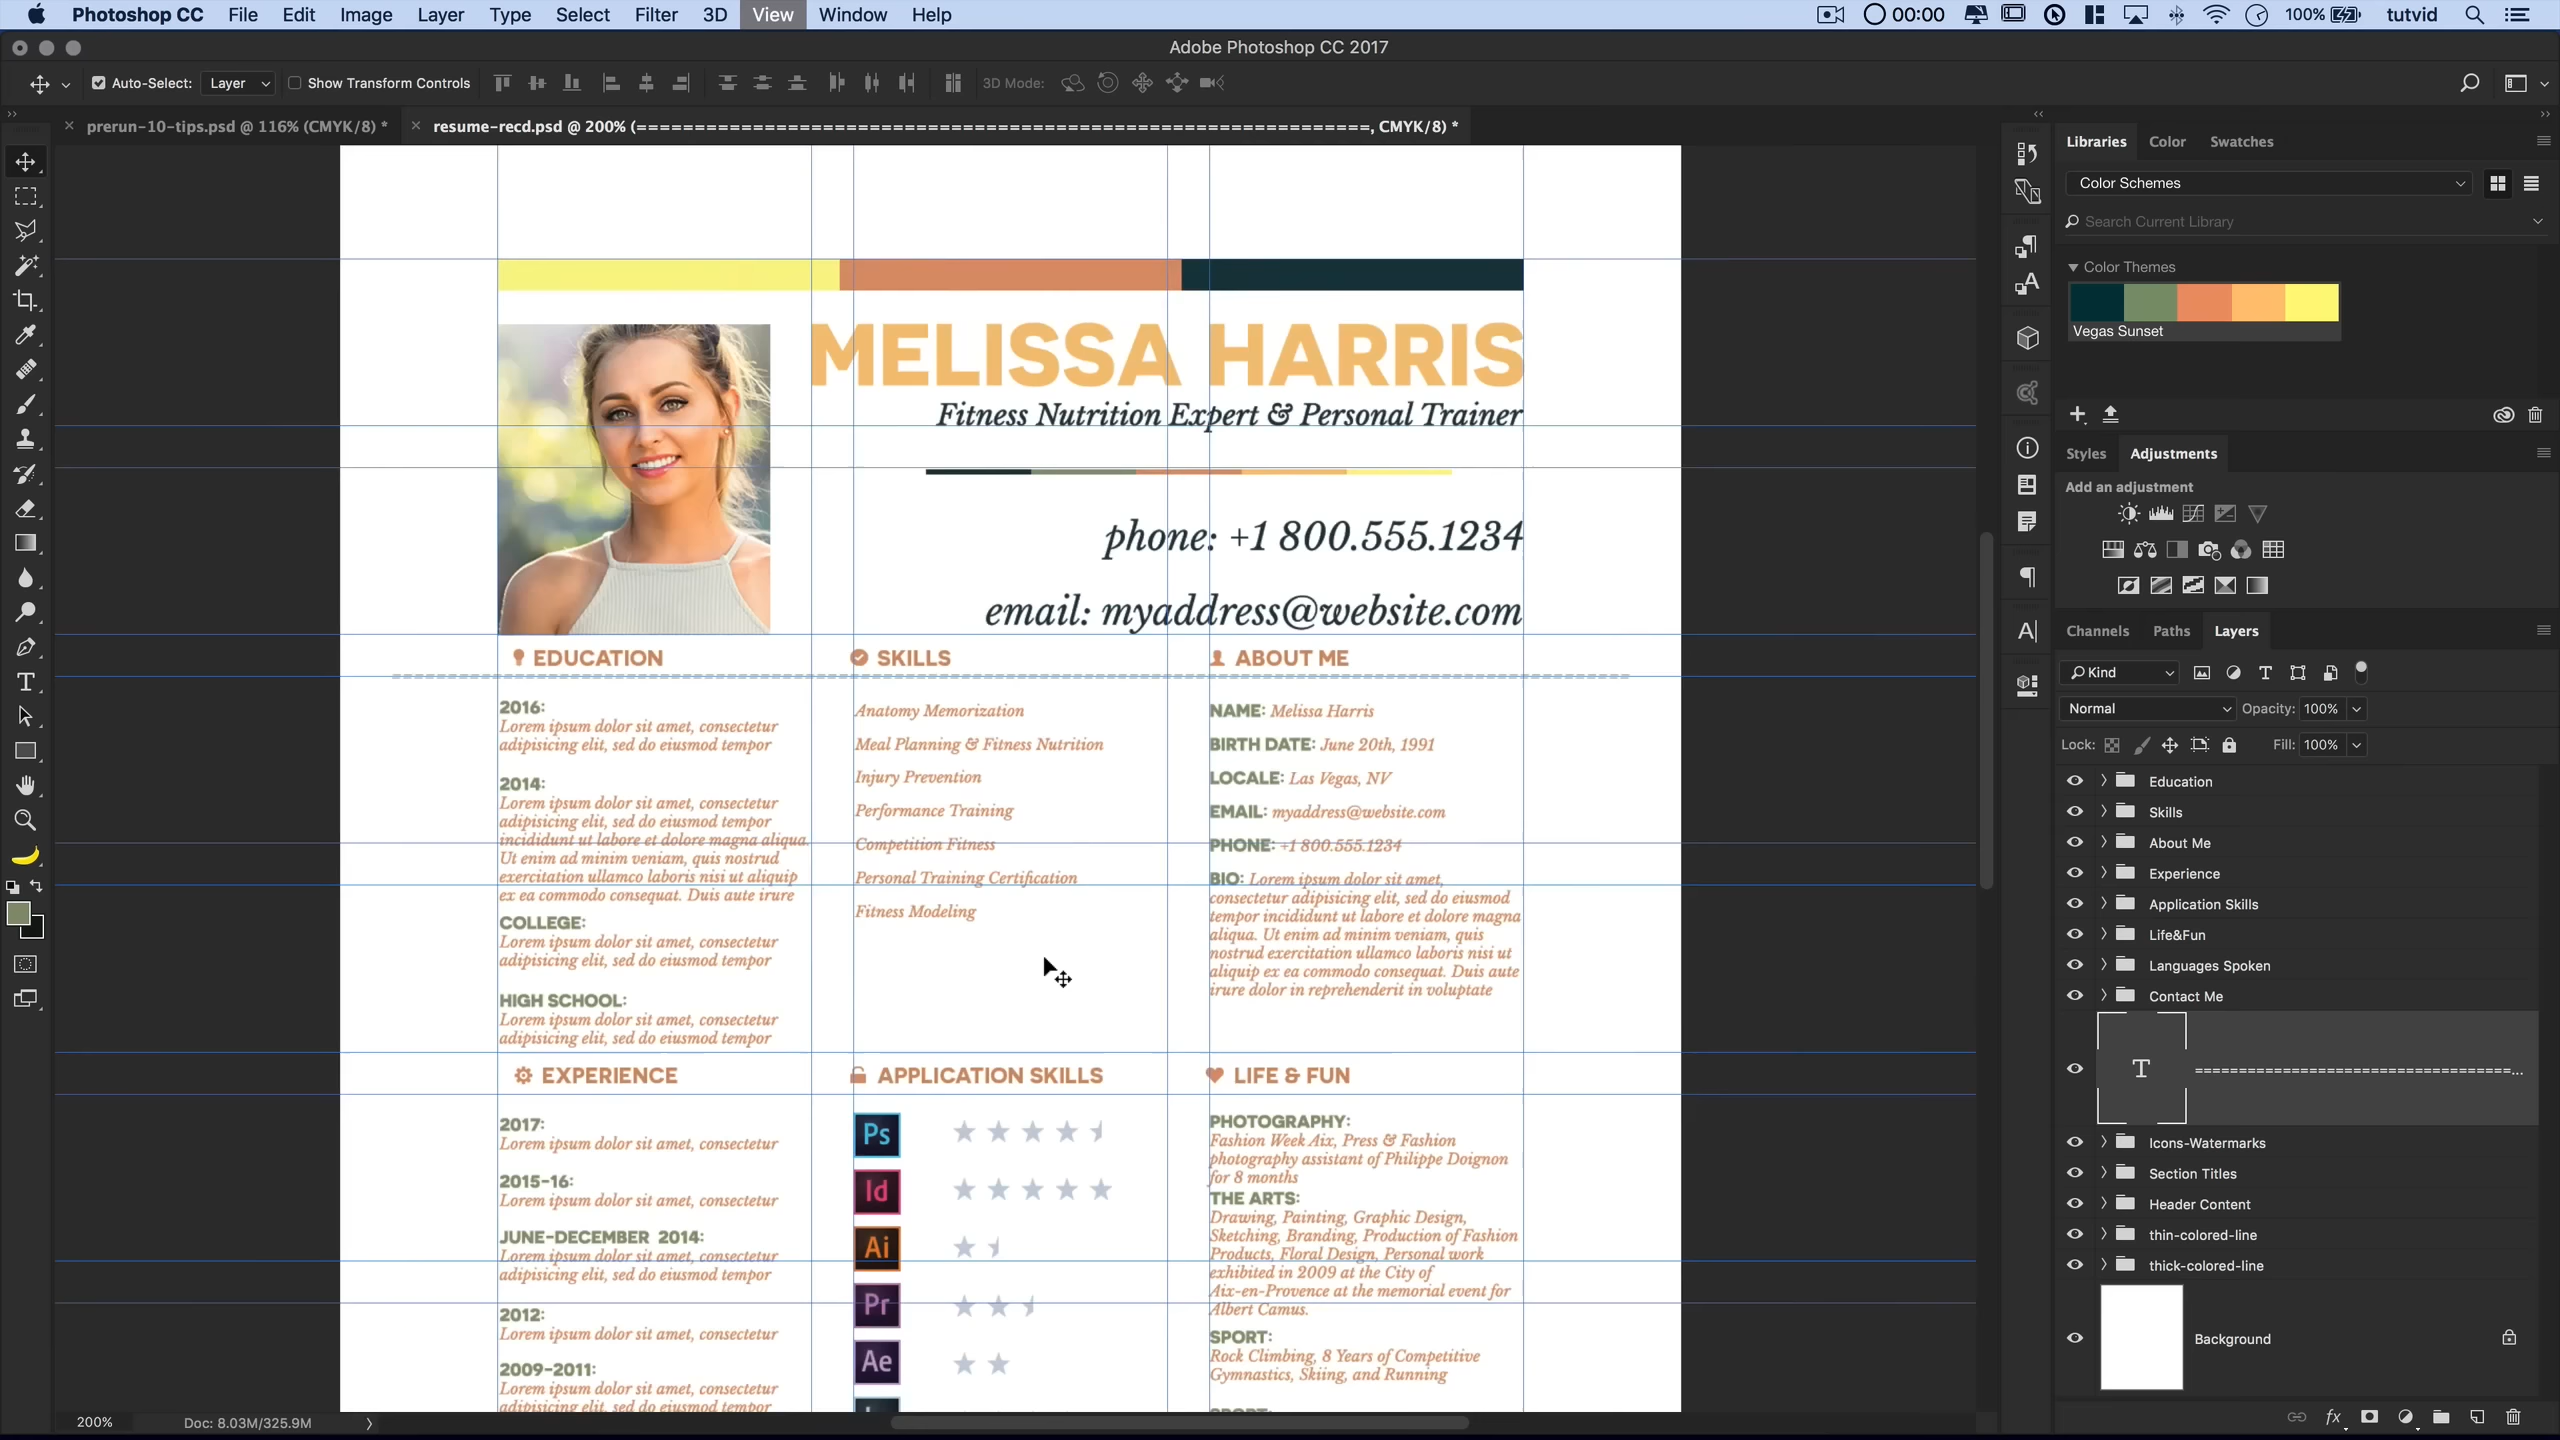 Photoshop CC File Edit Image Layer Type Select Filter 3D View Window Help 00:00 100% tutvid
Adobe Photoshop CC 2017
Auto-Select: Layer Show Transform Controls 3D Mode:
prerun-10-tips.psd @ 116% (CMYK/8) *
Libraries Color Swatches
Color Schemes
Search Current Library
Color Themes
Vegas Sunset
MELISSA HARRIS
Fitness Nutrition Expert & Personal Trainer
phone: +1 800.555.1234
email: myaddress@website.com
EDUCATION
2016:
Lorem ipsum dolor sit amet, consectetur
adipisicing elit, sed do eiusmod tempor
2014:
Lorem ipsum dolor sit amet, consectetur
adipisicing elit, sed do eiusmod tempor
incididunt ut labore et dolore magna aliqua.
Ut enim ad minim veniam, quis nostrud
exercitation ullamco laboris nisi ut aliquip
ex ea commodo consequat. Duis aute irure
COLLEGE:
Lorem ipsum dolor sit amet, consectetur
adipisicing elit, sed do eiusmod tempor
HIGH SCHOOL:
Lorem ipsum dolor sit amet, consectetur
adipisicing elit, sed do eiusmod tempor
SKILLS
Anatomy Memorization
Meal Planning & Fitness Nutrition
Injury Prevention
Performance Training
Competition Fitness
Personal Training Certification
Fitness Modeling
ABOUT ME
NAME: Melissa Harris
BIRTH DATE: June 20th, 1991
LOCALE: Las Vegas, NV
EMAIL: myaddress@website.com
PHONE: +1 800.555.1234
BIO: Lorem ipsum dolor sit amet,
consectetur adipisicing elit, sed do eiusmod
tempor incididunt ut labore et dolore magna
aliqua. Ut enim ad minim veniam, quis
nostrud exercitation ullamco laboris nisi ut
aliquip ex ea commodo consequat. Duis aute
irure dolor in reprehenderit in voluptate
EXPERIENCE
2017:
Lorem ipsum dolor sit amet, consectetur
2015-16:
Lorem ipsum dolor sit amet, consectetur
JUNE-DECEMBER 2014:
Lorem ipsum dolor sit amet, consectetur
adipisicing elit, sed do eiusmod tempor
2012:
Lorem ipsum dolor sit amet, consectetur
2009-2011:
Lorem ipsum dolor sit amet, consectetur
adipisicing elit, sed do eiusmod tempor
APPLICATION SKILLS
Ps
Id
Ai
Pr
Ae
LIFE & FUN
PHOTOGRAPHY:
Fashion Week Aix, Press & Fashion
photography assistant of Philippe Doignon
for 8 months
THE ARTS:
Drawing, Painting, Graphic Design,
Sketching, Branding, Production of Fashion
Products, Floral Design, Personal work
exhibited in 2009 at the City of
Aix-en-Provence at the memorial event for
Albert Camus.
SPORT:
Rock Climbing, 8 Years of Competitive
Gymnastics, Skiing, and Running
Styles Adjustments
Add an adjustment
Channels Paths Layers
Kind
Normal Opacity: 100%
Lock: Fill: 100%
Education
Skills
About Me
Experience
Application Skills
Life&Fun
Languages Spoken
Contact Me
Icons-Watermarks
Section Titles
Header Content
thin-colored-line
thick-colored-line
Background
200% Doc: 8.03M/325.9M